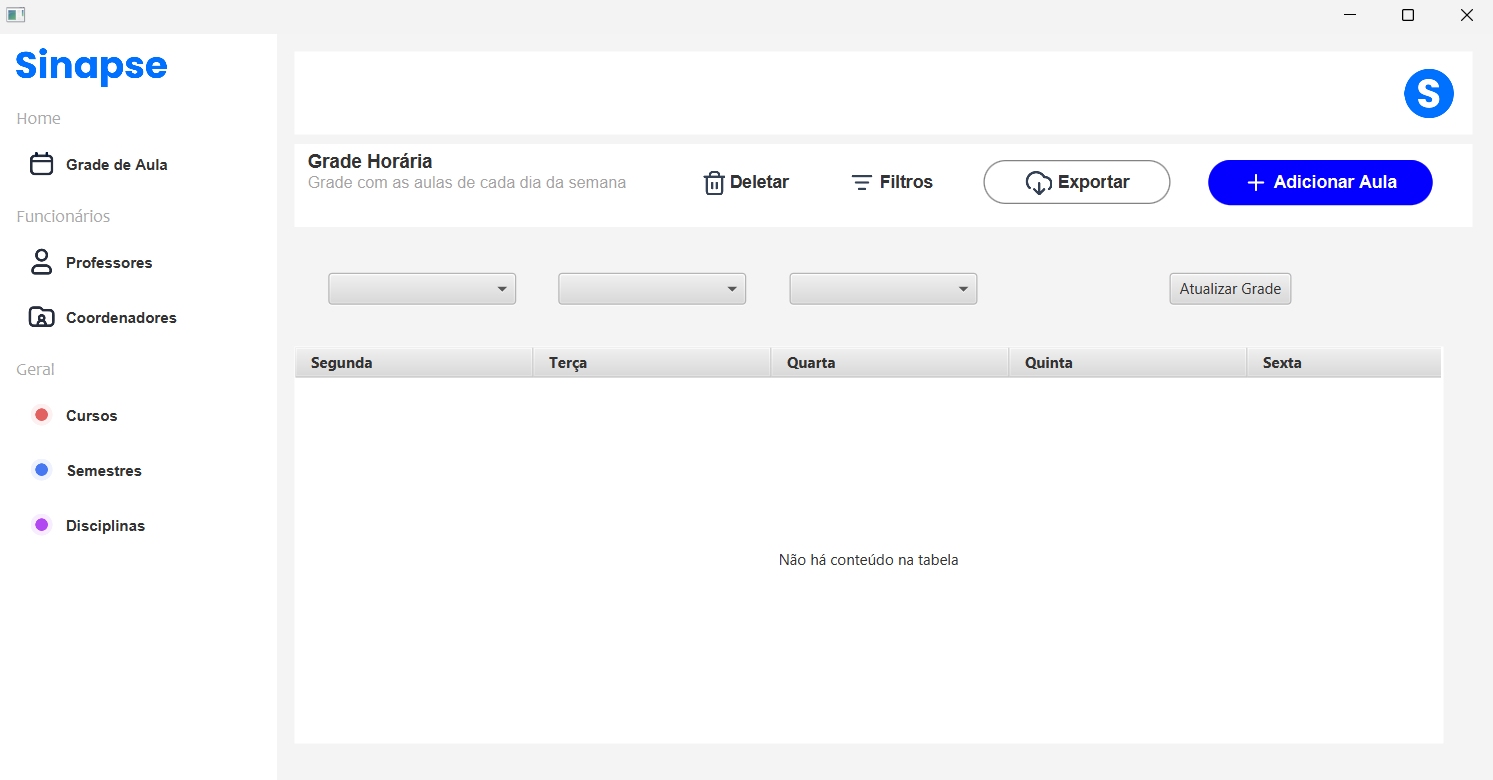 Sinapse
Home
Grade de Aula
Funcionários
Professores
Coordenadores
Geral
Cursos
Semestres
Disciplinas
S
Grade Horária
Grade com as aulas de cada dia da semana
Deletar
Filtros
Exportar
Adicionar Aula
Atualizar Grade
Segunda Terça Quarta Quinta Sexta
Não há conteúdo na tabela